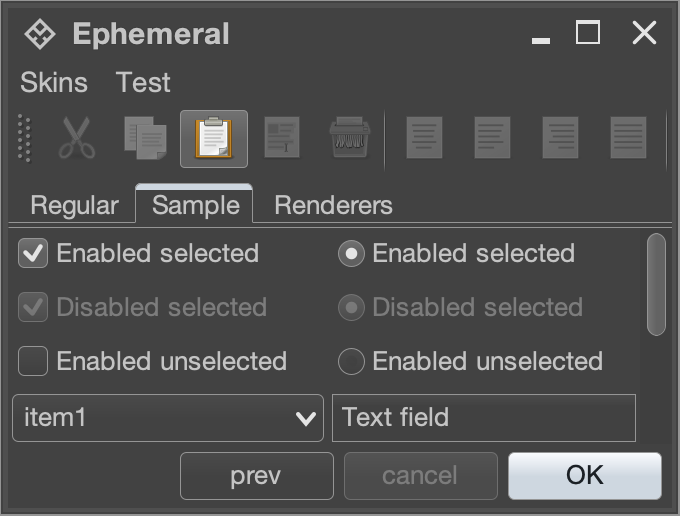 Ephemeral
Skins Test
Regular Sample Renderers
Enabled selected Enabled selected
Disabled selected Disabled selected
Enabled unselected Enabled unselected
item1 Text field
prev cancel OK